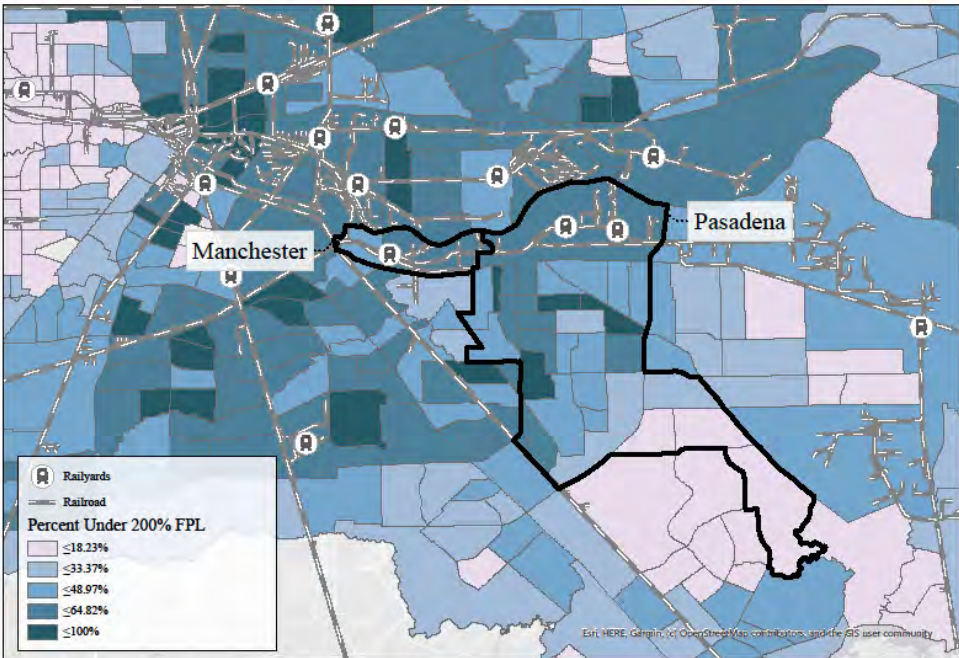 Manchester
Pasadena
Railyards
Railroad
Percent Under 200% FPL
≤18.23%
≤33.37%
≤48.97%
≤64.82%
≤100%
Esri, HERE, Garmin, (c) OpenStreetMap contributors, and the GIS user community